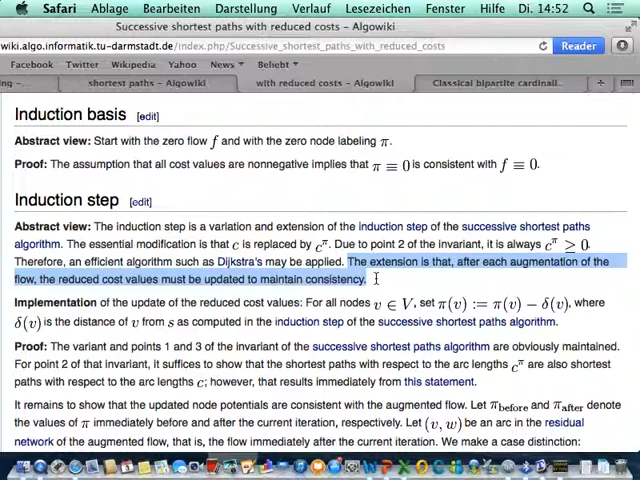 Safari Ablage Bearbeiten Verlauf Lesezeichen Fenster Hilfe Di 14:52
Successive shortest paths with reduced costs – Algowiki
wiki.algo.informatik.tu-darmstadt.de/index.php/Successive_shortest_paths_with_reduced_costs Reader
Facebook Twitter Wikipedia Yahoo News Beliebt
ng – shortest paths – Algowiki with reduced costs – Algowiki Classical bipartite cardinali... +
Induction basis [edit]
Abstract view: Start with the zero flow f and with the zero node labeling π.
Proof: The assumption that all cost values are nonnegative implies that π ≡ 0 is consistent with f ≡ 0.
Induction step [edit]
Abstract view: The induction step is a variation and extension of the induction step of the successive shortest paths
algorithm. The essential modification is that c is replaced by c^π. Due to point 2 of the invariant, it is always c^π ≥ 0.
Therefore, an efficient algorithm such as Dijkstra's may be applied. The extension is that, after each augmentation of the
flow, the reduced cost values must be updated to maintain consistency.
Implementation of the update of the reduced cost values: For all nodes v ∈ V, set π(v) := π(v) − δ(v), where
δ(v) is the distance of v from s as computed in the induction step of the successive shortest paths algorithm.
Proof: The variant and points 1 and 3 of the invariant of the successive shortest paths algorithm are obviously maintained.
For point 2 of that invariant, it suffices to show that the shortest paths with respect to the arc lengths c^π are also shortest
paths with respect to the arc lengths c; however, that results immediately from this statement.
It remains to show that the updated node potentials are consistent with the augmented flow. Let π_before and π_after denote
the values of π immediately before and after the current iteration, respectively. Let (v, w) be an arc in the residual
network of the augmented flow, that is, the flow immediately after the current iteration. We make a case distinction: